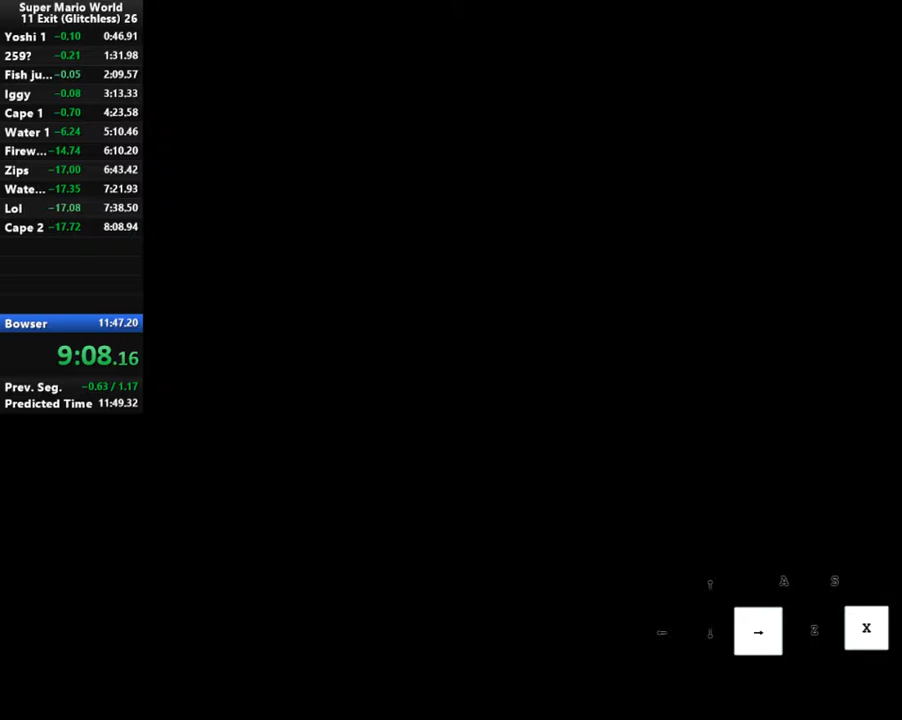 Super Mario World
11 Exit (Glitchless) 26
Yoshi 1 −0.10 0:46.91
259? −0.21 1:31.98
Fish ju... −0.05 2:09.57
Iggy −0.08 3:13.33
Cape 1 −0.70 4:23.58
Water 1 −6.24 5:10.46
Firew... −14.74 6:10.20
Zips −17.00 6:43.42
Wate... −17.35 7:21.93
Lol −17.08 7:38.50
Cape 2 −17.72 8:08.94
Bowser 11:47.20
9:08.16
Prev. Seg. −0.63 / 1.17
Predicted Time 11:49.32
↑ A S
← ↓ → Z X